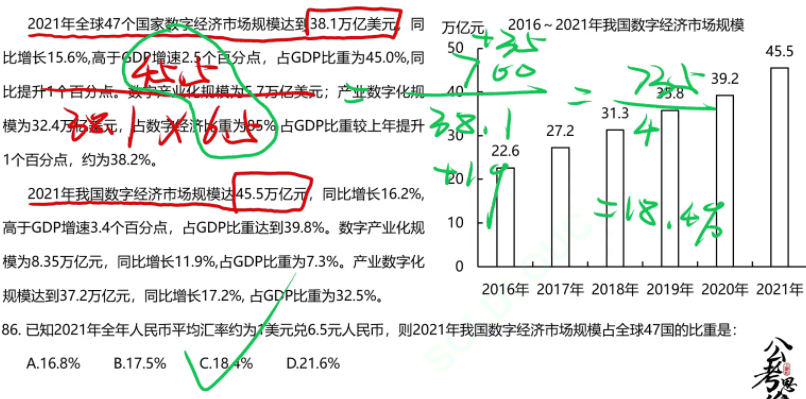 2021年全球47个国家数字经济市场规模达到38.1万亿美元，同
比增长15.6%,高于GDP增速2.5个百分点，占GDP比重为45.0%,同
比提升1个百分点。数字产业化规模为5.7万亿美元；产业数字化规
模为32.4万亿美元，占数字经济比重为85% 占GDP比重较上年提升
1个百分点，约为38.2%。
2021年我国数字经济市场规模达45.5万亿元，同比增长16.2%,
高于GDP增速3.4个百分点，占GDP比重达到39.8%。数字产业化规
模为8.35万亿元，同比增长11.9%,占GDP比重为7.3%。产业数字化
规模达到37.2万亿元，同比增长17.2%, 占GDP比重为32.5%。
45.5
38.1 × 6.5
=
+35
700
38.1
+19
=
72.5
4
=18.4%
万亿元
2016～2021年我国数字经济市场规模
50
40
30
20
10
0
22.6
27.2
31.3
35.8
39.2
45.5
2016年 2017年 2018年 2019年 2020年 2021年
86. 已知2021年全年人民币平均汇率约为1美元兑6.5元人民币，则2021年我国数字经济市场规模占全球47国的比重是：
A.16.8% B.17.5% C.18.4% D.21.6%
公考思